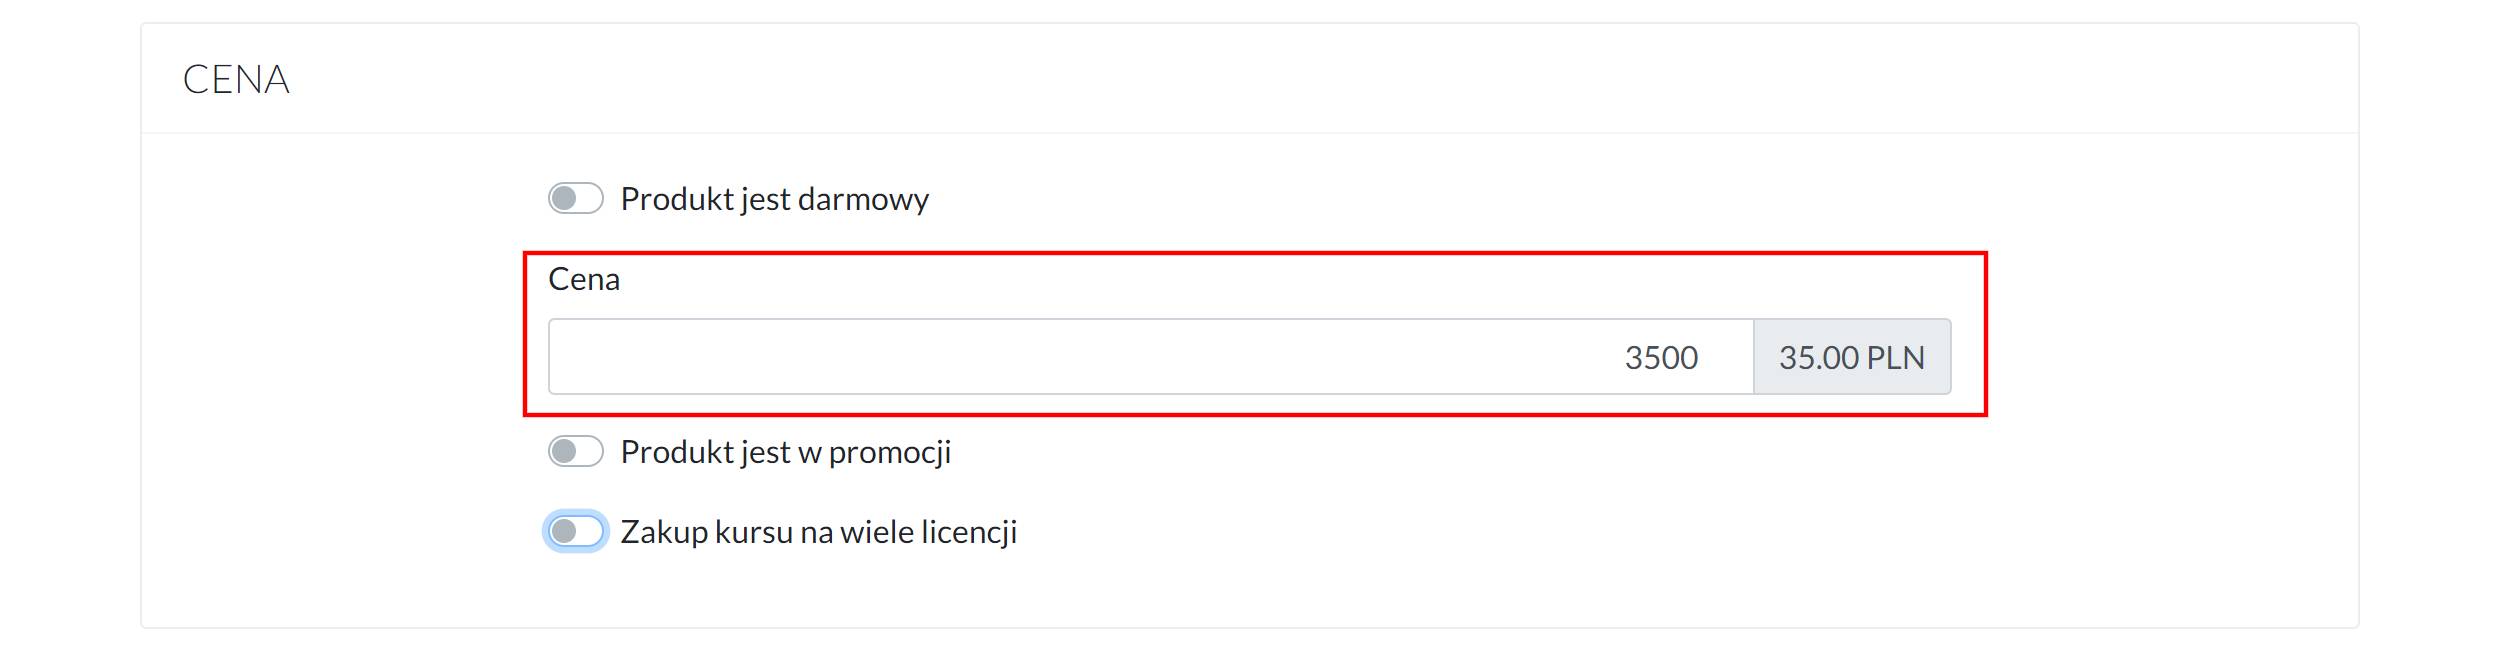 CENA
Produkt jest darmowy
Cena
3500 35.00 PLN
Produkt jest w promocji
Zakup kursu na wiele licencji